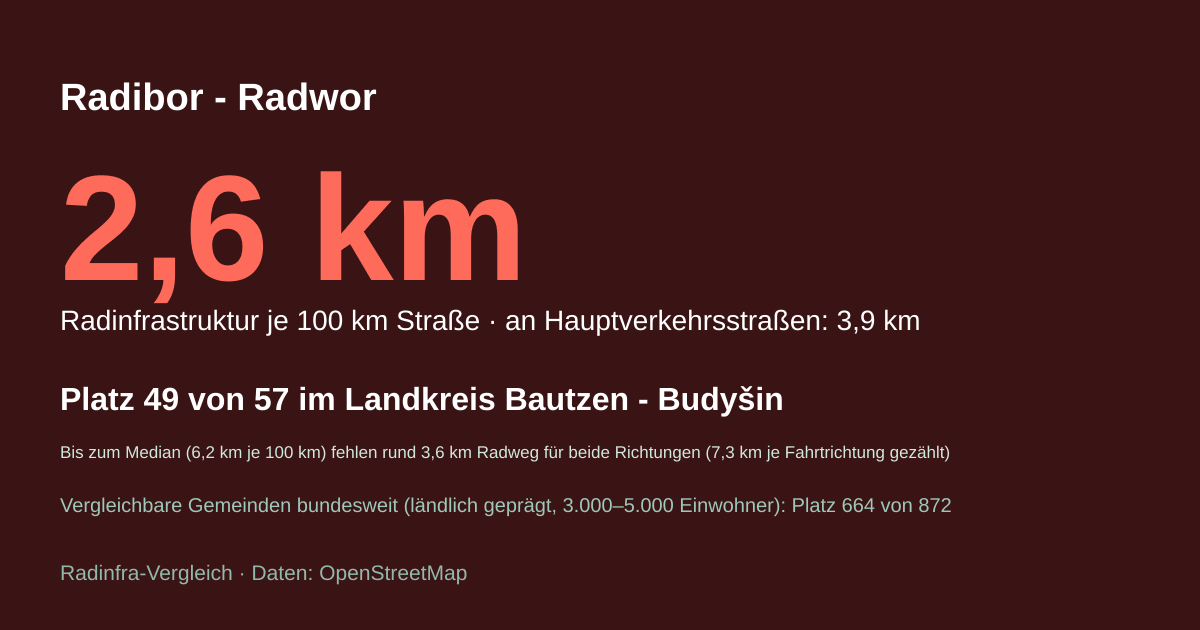 Radibor - Radwor
2,6 km
Radinfrastruktur je 100 km Straße · an Hauptverkehrsstraßen: 3,9 km
Platz 49 von 57 im Landkreis Bautzen - Budyšin
Bis zum Median (6,2 km je 100 km) fehlen rund 3,6 km Radweg für beide Richtungen (7,3 km je Fahrtrichtung gezählt)
Vergleichbare Gemeinden bundesweit (ländlich geprägt, 3.000–5.000 Einwohner): Platz 664 von 872
Radinfra-Vergleich · Daten: OpenStreetMap